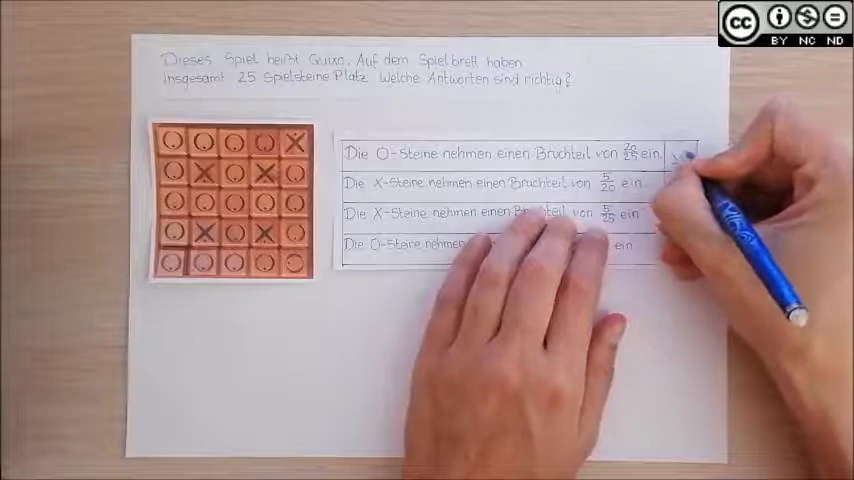 Dieses Spiel heißt Quixo. Auf dem Spielbrett haben
insgesamt 25 Spielsteine Platz. Welche Antworten sind richtig?
Die O-Steine nehmen einen Bruchteil von 20/25 ein.
Die X-Steine nehmen einen Bruchteil von 5/20 ein.
Die X-Steine nehmen einen Bruchteil von 5/25 ein
Die O-Steine nehmen ein
CC
BY NC ND